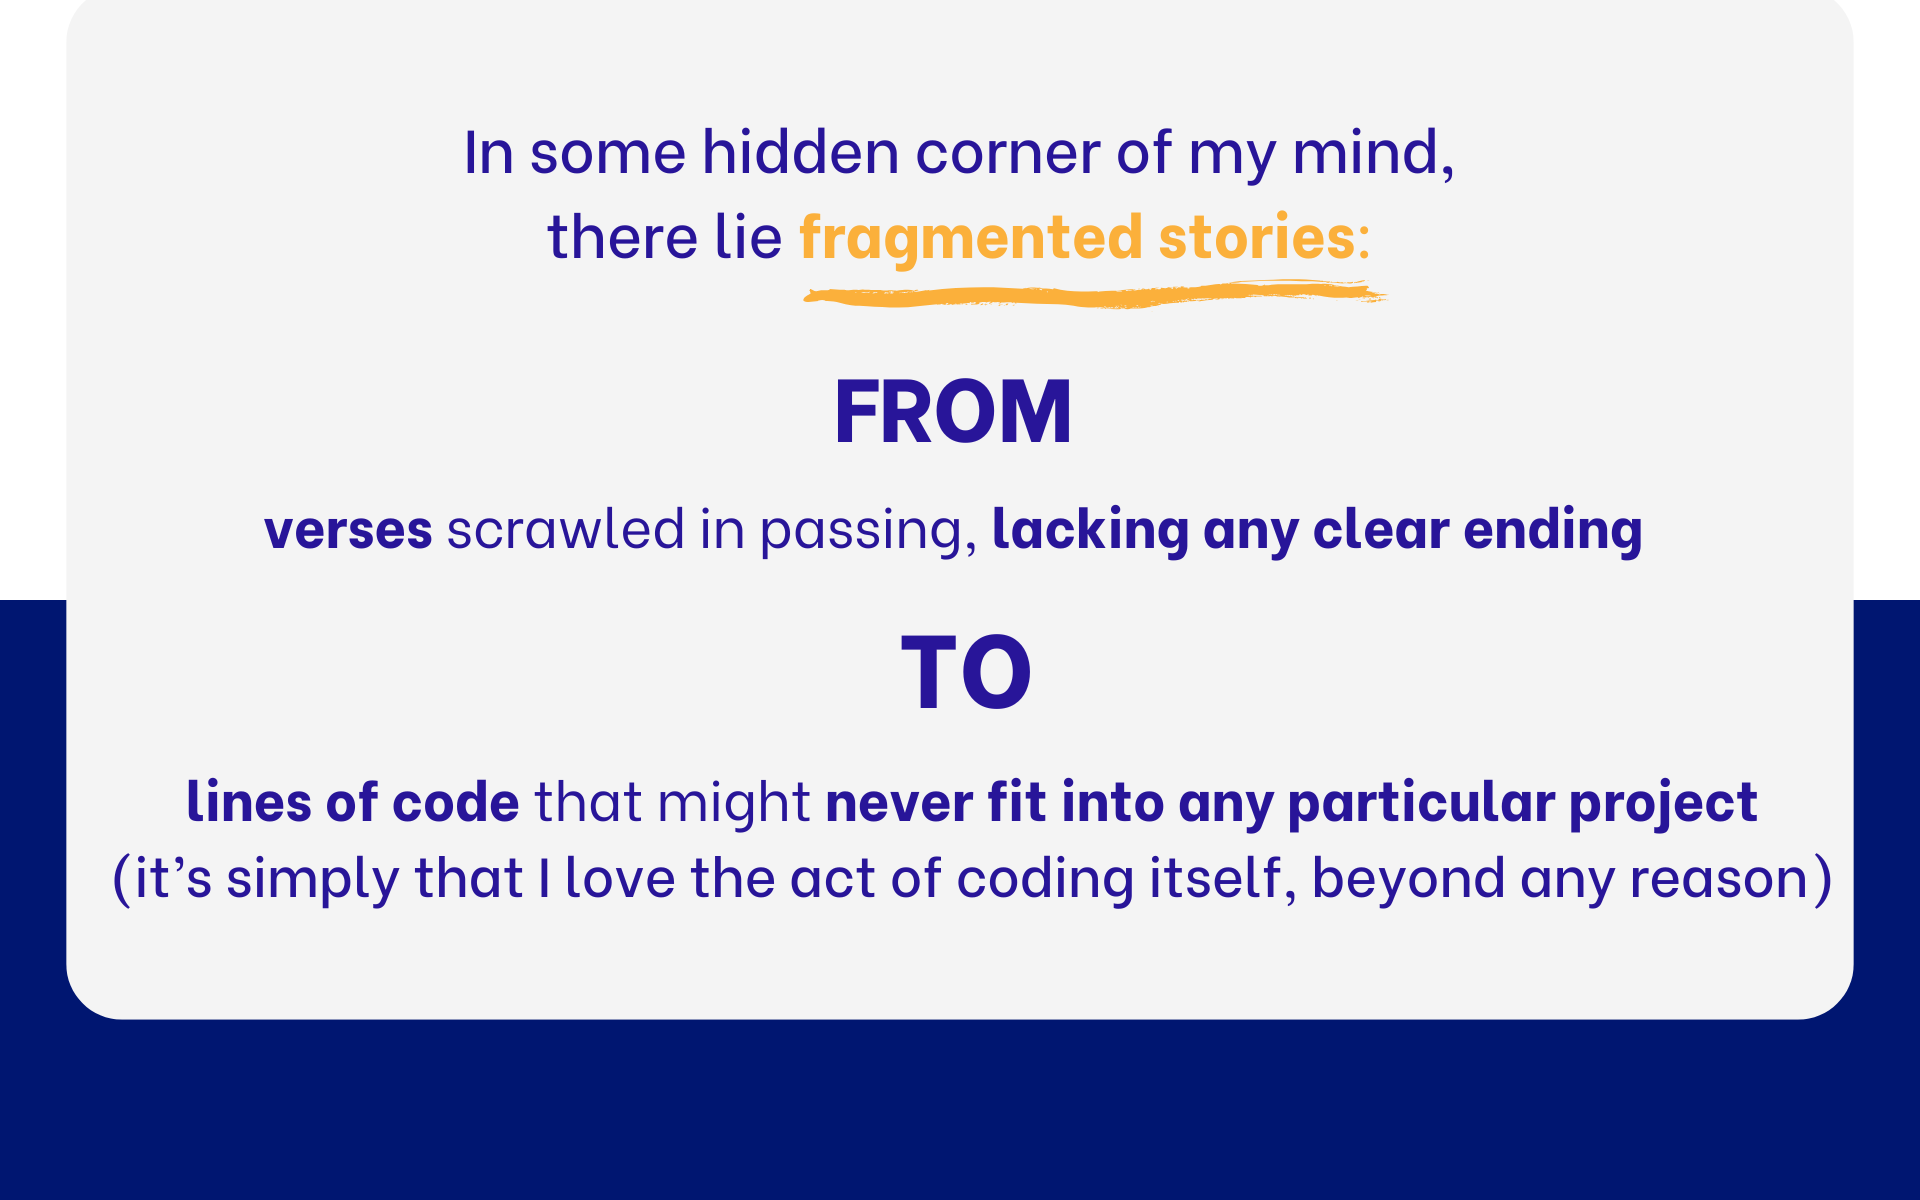 In some hidden corner of my mind,
there lie fragmented stories:
FROM
verses scrawled in passing, lacking any clear ending
TO
lines of code that might never fit into any particular project
(it’s simply that I love the act of coding itself, beyond any reason)